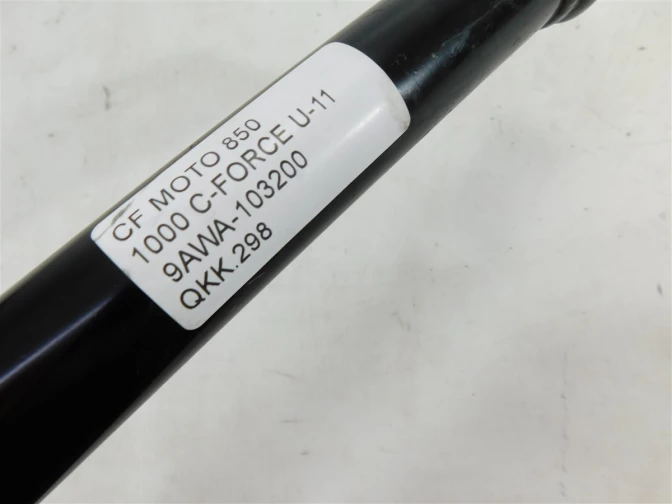 CF MOTO 850
1000 C-FORCE U-11
9AWA-103200
QKK.298